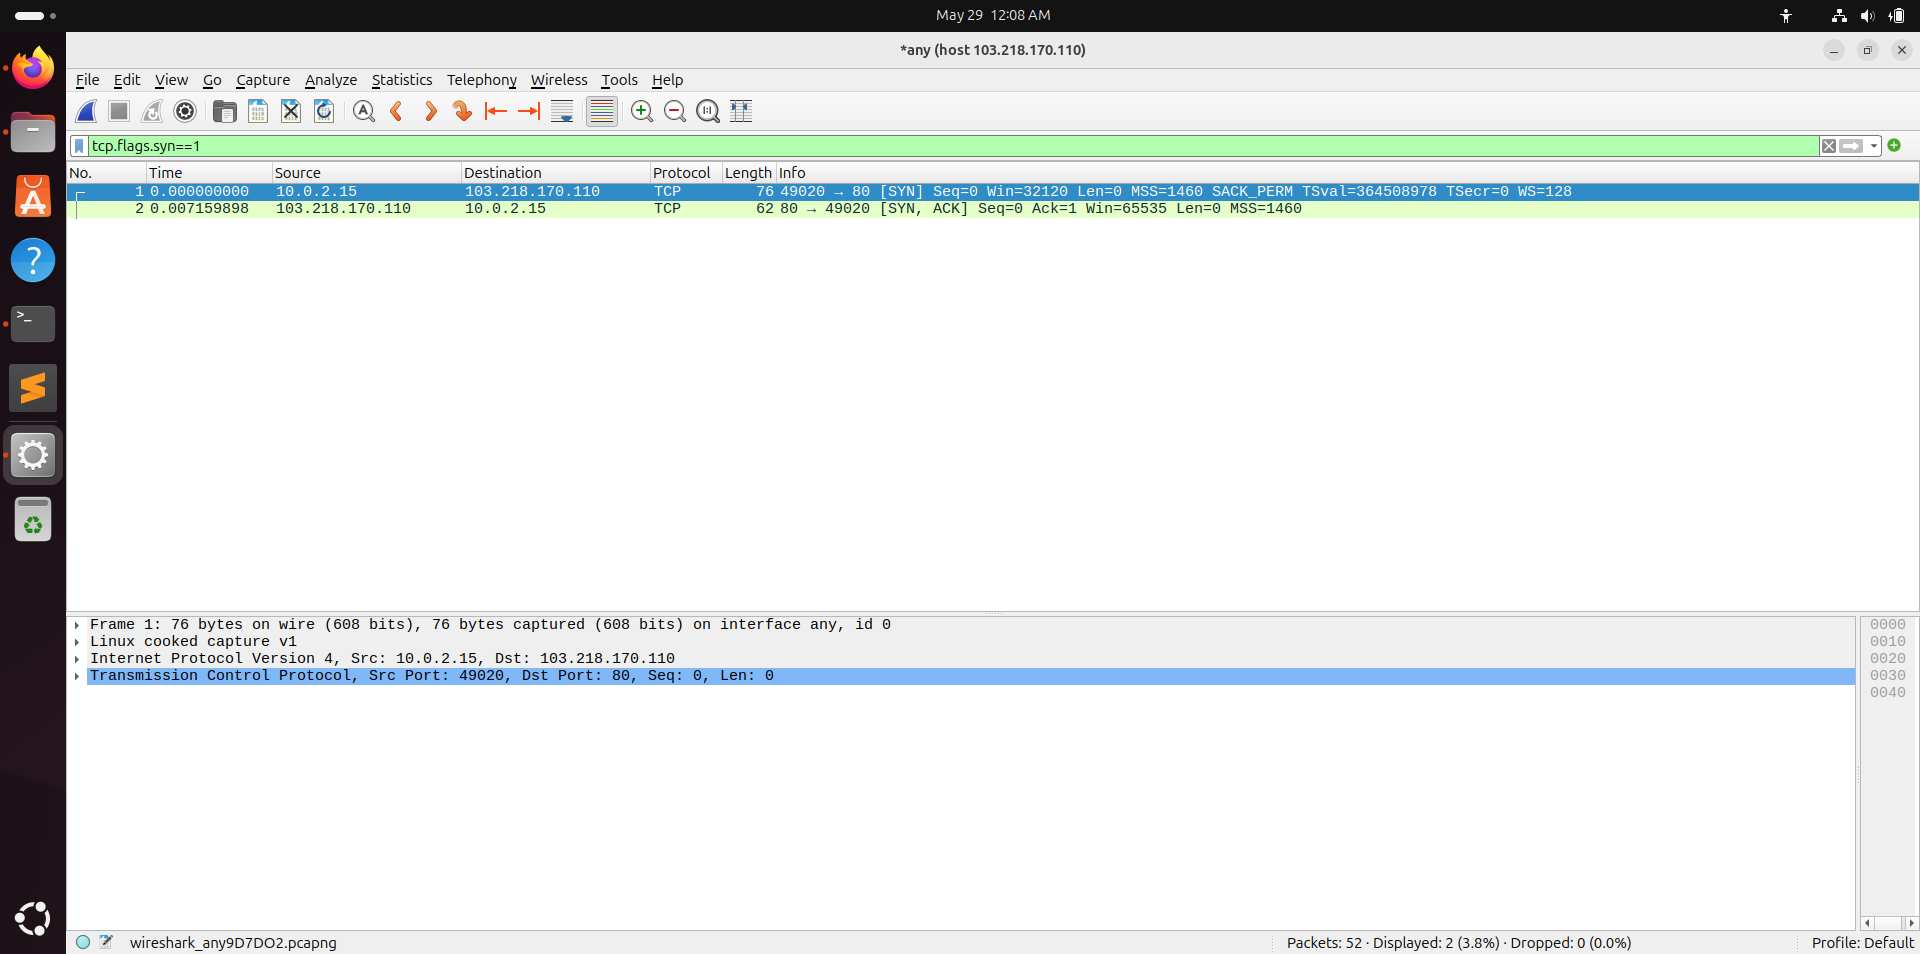 May 29 12:08 AM
*any (host 103.218.170.110)
File Edit View Go Capture Analyze Statistics Telephony Wireless Tools Help
tcp.flags.syn==1
No. Time Source Destination Protocol Length Info
1 0.000000000 10.0.2.15 103.218.170.110 TCP 76 49020 → 80 [SYN] Seq=0 Win=32120 Len=0 MSS=1460 SACK_PERM TSval=364508978 TSecr=0 WS=128
2 0.007159898 103.218.170.110 10.0.2.15 TCP 62 80 → 49020 [SYN, ACK] Seq=0 Ack=1 Win=65535 Len=0 MSS=1460
Frame 1: 76 bytes on wire (608 bits), 76 bytes captured (608 bits) on interface any, id 0
Linux cooked capture v1
Internet Protocol Version 4, Src: 10.0.2.15, Dst: 103.218.170.110
Transmission Control Protocol, Src Port: 49020, Dst Port: 80, Seq: 0, Len: 0
0000
0010
0020
0030
0040
wireshark_any9D7DO2.pcapng
Packets: 52 · Displayed: 2 (3.8%) · Dropped: 0 (0.0%)
Profile: Default